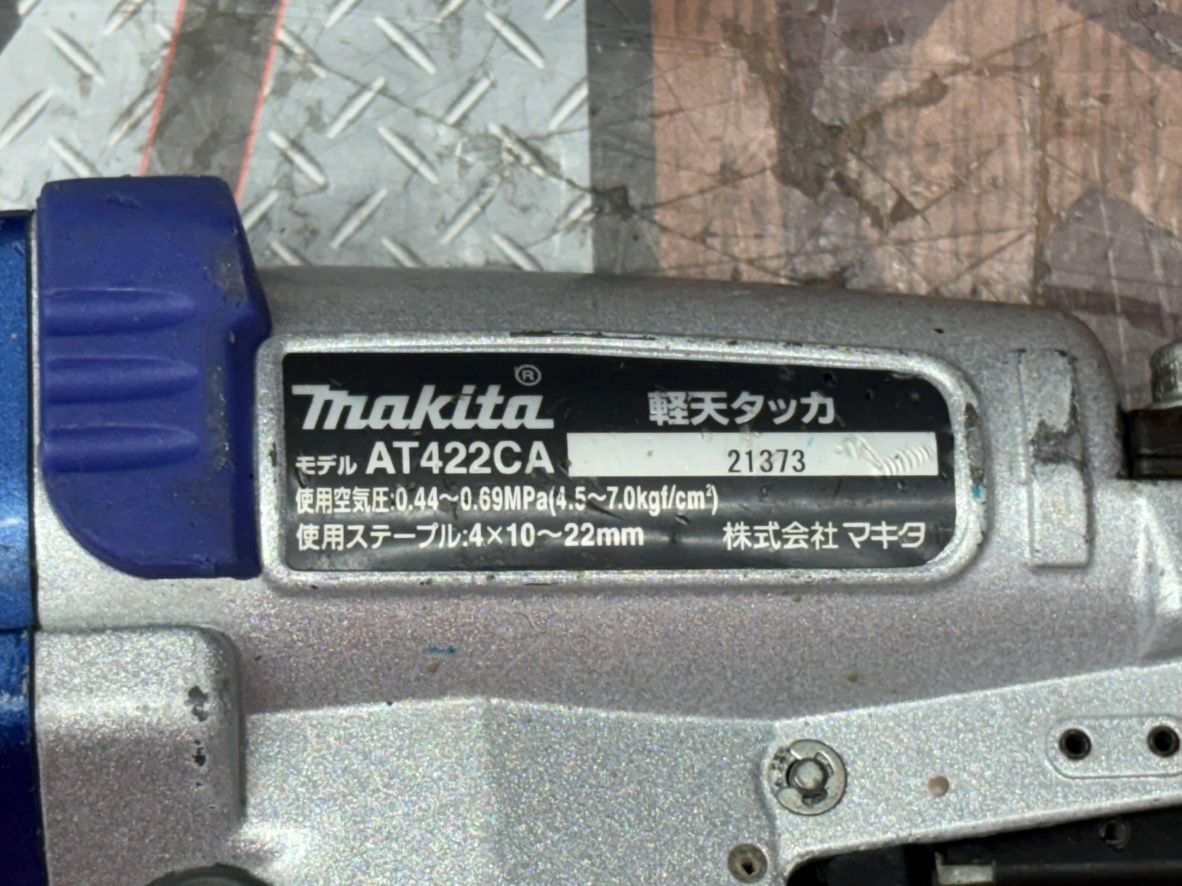 makita® 軽天タッカ
モデル AT422CA 21373
使用空気圧:0.44～0.69MPa(4.5～7.0kgf/cm²)
使用ステープル:4×10～22mm 株式会社マキタ